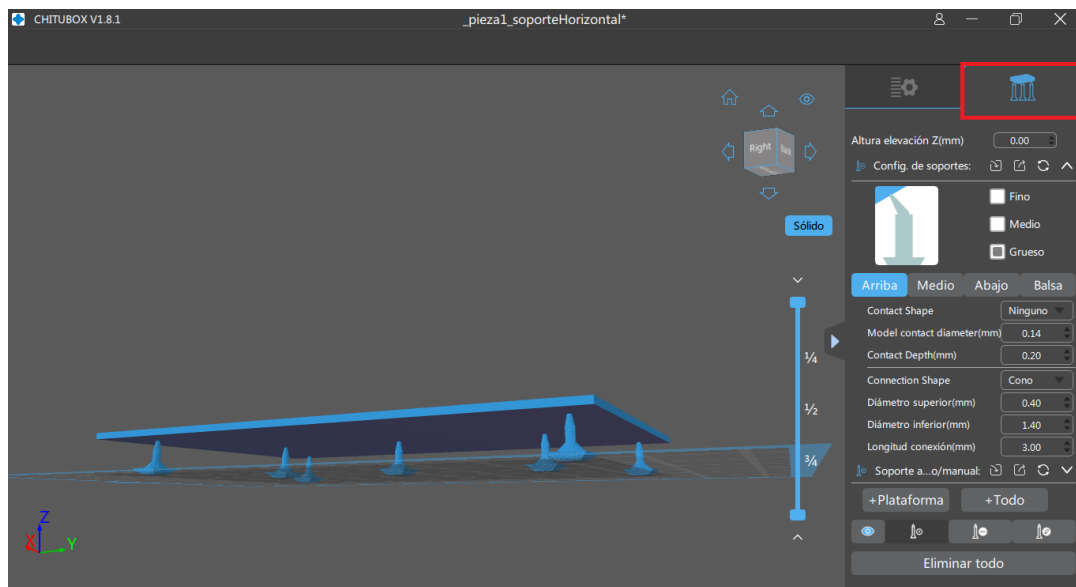 CHITUBOX V1.8.1
_pieza1_soporteHorizontal*
Altura elevación Z(mm) 0.00
Config. de soportes:
Fino
Medio
Grueso
Right Back
Sólido
Arriba Medio Abajo Balsa
Contact Shape Ninguno
Model contact diameter(mm) 0.14
Contact Depth(mm) 0.20
Connection Shape Cono
Diámetro superior(mm) 0.40
Diámetro inferior(mm) 1.40
Longitud conexión(mm) 3.00
Soporte a...o/manual:
+Plataforma +Todo
Eliminar todo
¼
½
¾
Z
X Y